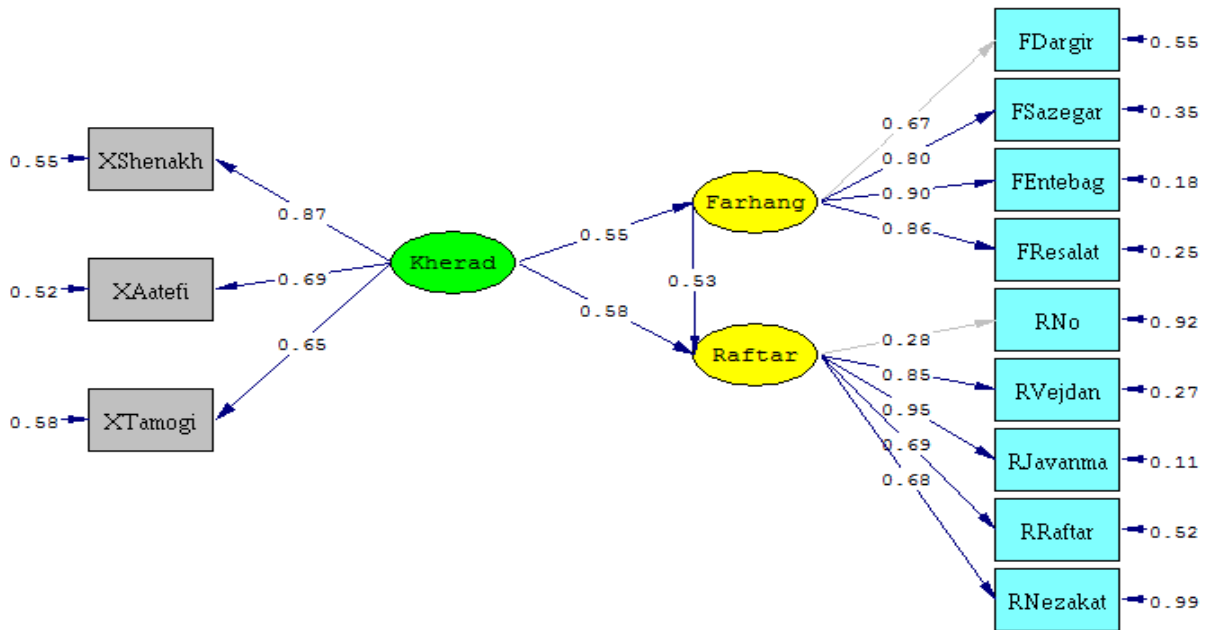 FDargir
0.55
FSazegar
0.35
FEntebag
0.18
FResalat
0.25
RNo
0.92
RVejdan
0.27
RJavanma
0.11
RRaftar
0.52
RNezakat
0.99
0.67
0.80
0.90
0.86
0.28
0.85
0.95
0.69
0.68
Farhang
0.53
Raftar
0.55
0.58
Kherad
0.87
0.69
0.65
0.55
XShenakh
0.52
XAatefi
0.58
XTamogi